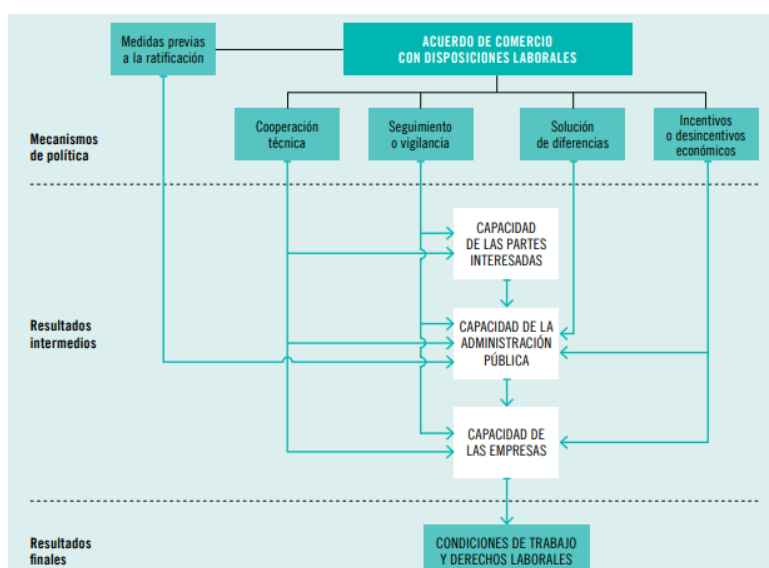 Medidas previas
a la ratificación
ACUERDO DE COMERCIO
CON DISPOSICIONES LABORALES
Mecanismos
de política
Cooperación
técnica
Seguimiento
o vigilancia
Solución
de diferencias
Incentivos
o desincentivos
económicos
CAPACIDAD
DE LAS PARTES
INTERESADAS
Resultados
intermedios
CAPACIDAD DE LA
ADMINISTRACIÓN
PÚBLICA
CAPACIDAD DE
LAS EMPRESAS
Resultados
finales
CONDICIONES DE TRABAJO
Y DERECHOS LABORALES